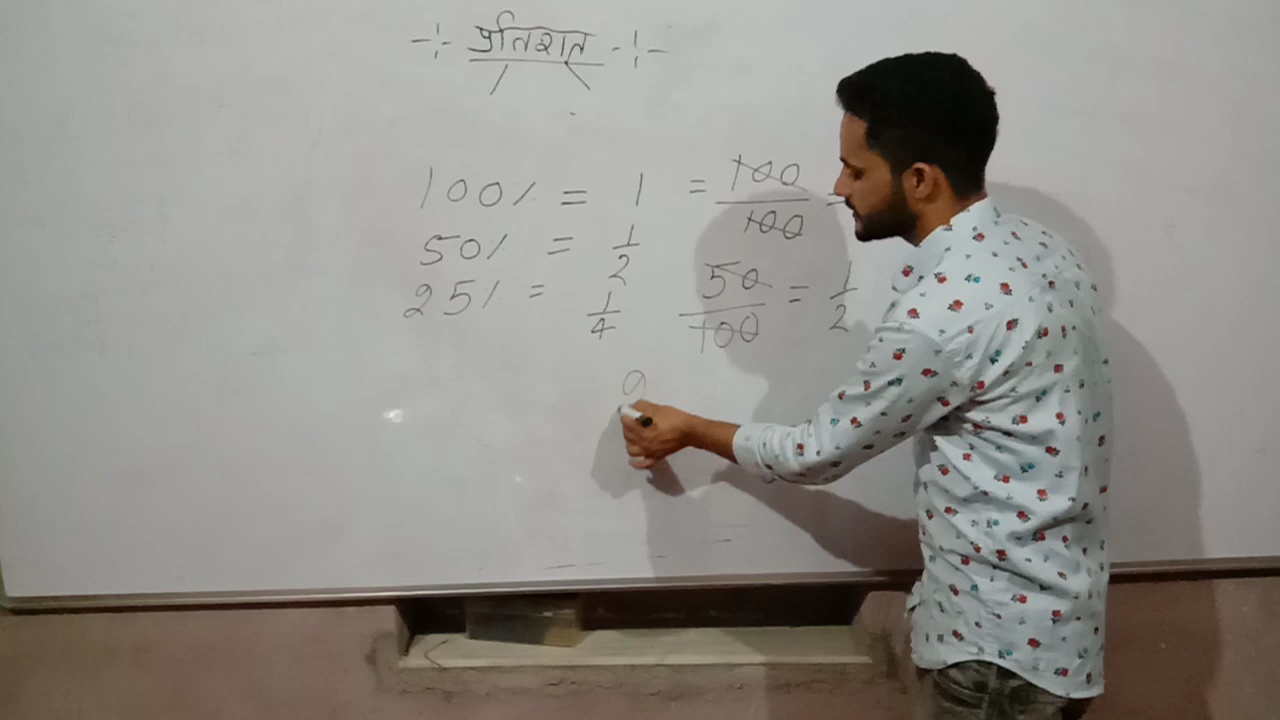 प्रतिशत
100% = 1 = 100/100 =
50% = 1/2
25% = 1/4 50/100 = 1/2